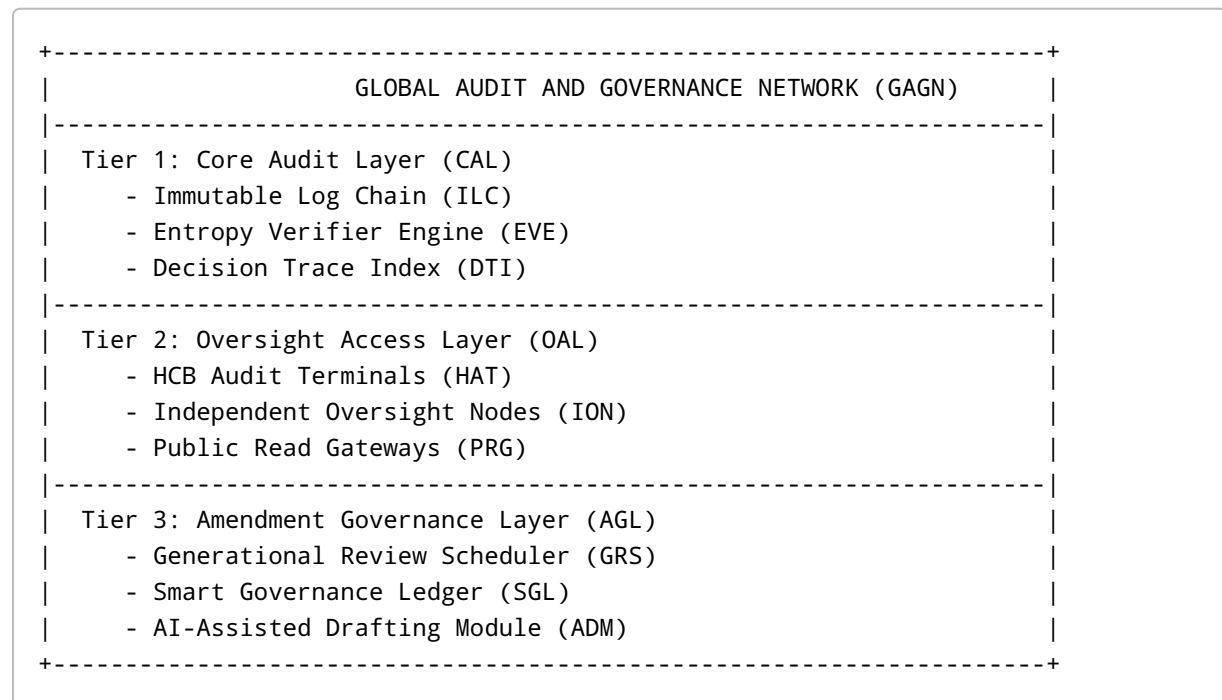 +---------------------------------------------------------------------+
|                     GLOBAL AUDIT AND GOVERNANCE NETWORK (GAGN)      |
|---------------------------------------------------------------------|
|  Tier 1: Core Audit Layer (CAL)                                     |
|     - Immutable Log Chain (ILC)                                     |
|     - Entropy Verifier Engine (EVE)                                 |
|     - Decision Trace Index (DTI)                                    |
|---------------------------------------------------------------------|
|  Tier 2: Oversight Access Layer (OAL)                               |
|     - HCB Audit Terminals (HAT)                                     |
|     - Independent Oversight Nodes (ION)                             |
|     - Public Read Gateways (PRG)                                    |
|---------------------------------------------------------------------|
|  Tier 3: Amendment Governance Layer (AGL)                           |
|     - Generational Review Scheduler (GRS)                           |
|     - Smart Governance Ledger (SGL)                                 |
|     - AI-Assisted Drafting Module (ADM)                             |
+---------------------------------------------------------------------+